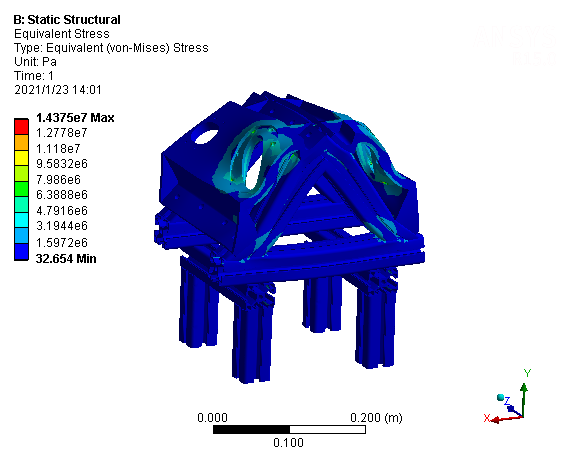 B: Static Structural
Equivalent Stress
Type: Equivalent (von-Mises) Stress
Unit: Pa
Time: 1
2021/1/23 14:01
1.4375e7 Max
1.2778e7
1.118e7
9.5832e6
7.986e6
6.3888e6
4.7916e6
3.1944e6
1.5972e6
32.654 Min
Y
Z
X
0.000
0.200 (m)
0.100